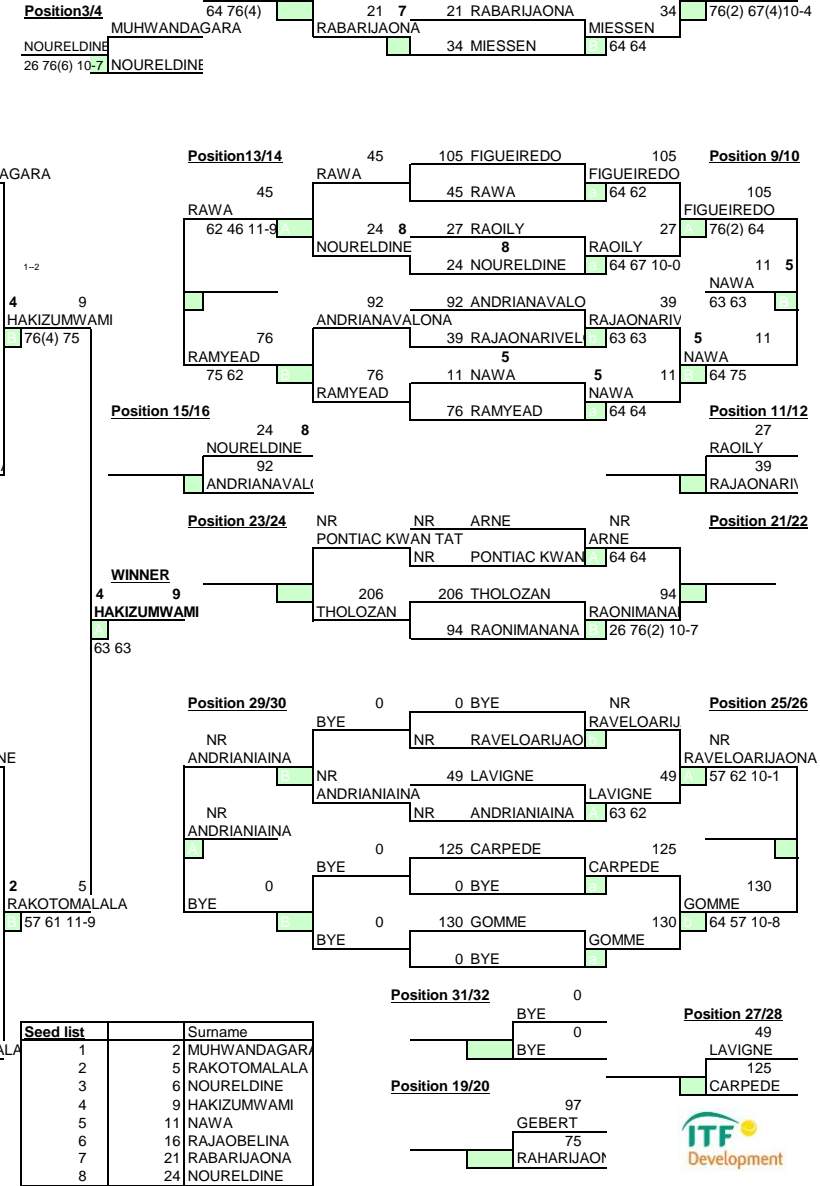 Position3/4 64 76(4) 21 7 21 RABARIJAONA 34 76(2) 67(4)10-4
MUHWANDAGARA RABARIJAONA MIESSEN
NOURELDINE 34 MIESSEN B 64 64
26 76(6) 10-7 NOURELDINE
Position13/14 45 105 FIGUEIREDO 105 Position 9/10
AGARA RAWA FIGUEIREDO
45 45 RAWA a 64 62 105
RAWA FIGUEIREDO
62 46 11-9 A 24 8 27 RAOILY 27 A 76(2) 64
NOURELDINE 8 RAOILY
1--2 24 NOURELDINE a 64 67 10-0 11 5
NAWA
4 9 92 92 ANDRIANAVALO 39 63 63 B
HAKIZUMWAMI ANDRIANAVALONA RAJAONARIV
B 76(4) 75 76 39 RAJAONARIVEL b 63 63 5 11
RAMYEAD 5 NAWA
75 62 B 76 11 NAWA 5 11 B 64 75
RAMYEAD NAWA
Position 15/16 76 RAMYEAD a 64 64 Position 11/12
24 8 27
NOURELDINE RAOILY
92 39
ANDRIANAVAL RAJAONARIV
Position 23/24 NR NR ARNE NR Position 21/22
PONTIAC KWAN TAT ARNE
NR PONTIAC KWAN A 64 64
WINNER
4 9 206 206 THOLOZAN 94
HAKIZUMWAMI THOLOZAN RAONIMANA
A 94 RAONIMANANA B 26 76(2) 10-7
63 63
Position 29/30 0 0 BYE NR Position 25/26
BYE RAVELOARIJ
NR NR RAVELOARIJAO b NR
NE ANDRIANIAINA RAVELOARIJAONA
B NR 49 LAVIGNE 49 A 57 62 10-1
ANDRIANIAINA LAVIGNE
NR NR ANDRIANIAINA A 63 62
ANDRIANIAINA
A 0 125 CARPEDE 125
BYE CARPEDE
2 5 0 0 BYE a 130
RAKOTOMALALA BYE GOMME
B 57 61 11-9 B 0 130 GOMME 130 b 64 57 10-8
BYE GOMME
0 BYE a
Position 31/32 0
BYE Position 27/28
Seed list Surname 0 49
ALA 1 2 MUHWANDAGARA BYE LAVIGNE
2 5 RAKOTOMALALA 125
3 6 NOURELDINE Position 19/20 CARPEDE
4 9 HAKIZUMWAMI 97
5 11 NAWA GEBERT
6 16 RAJAOBELINA 75
7 21 RABARIJAONA RAHARIJAON
8 24 NOURELDINE
ITF
Development